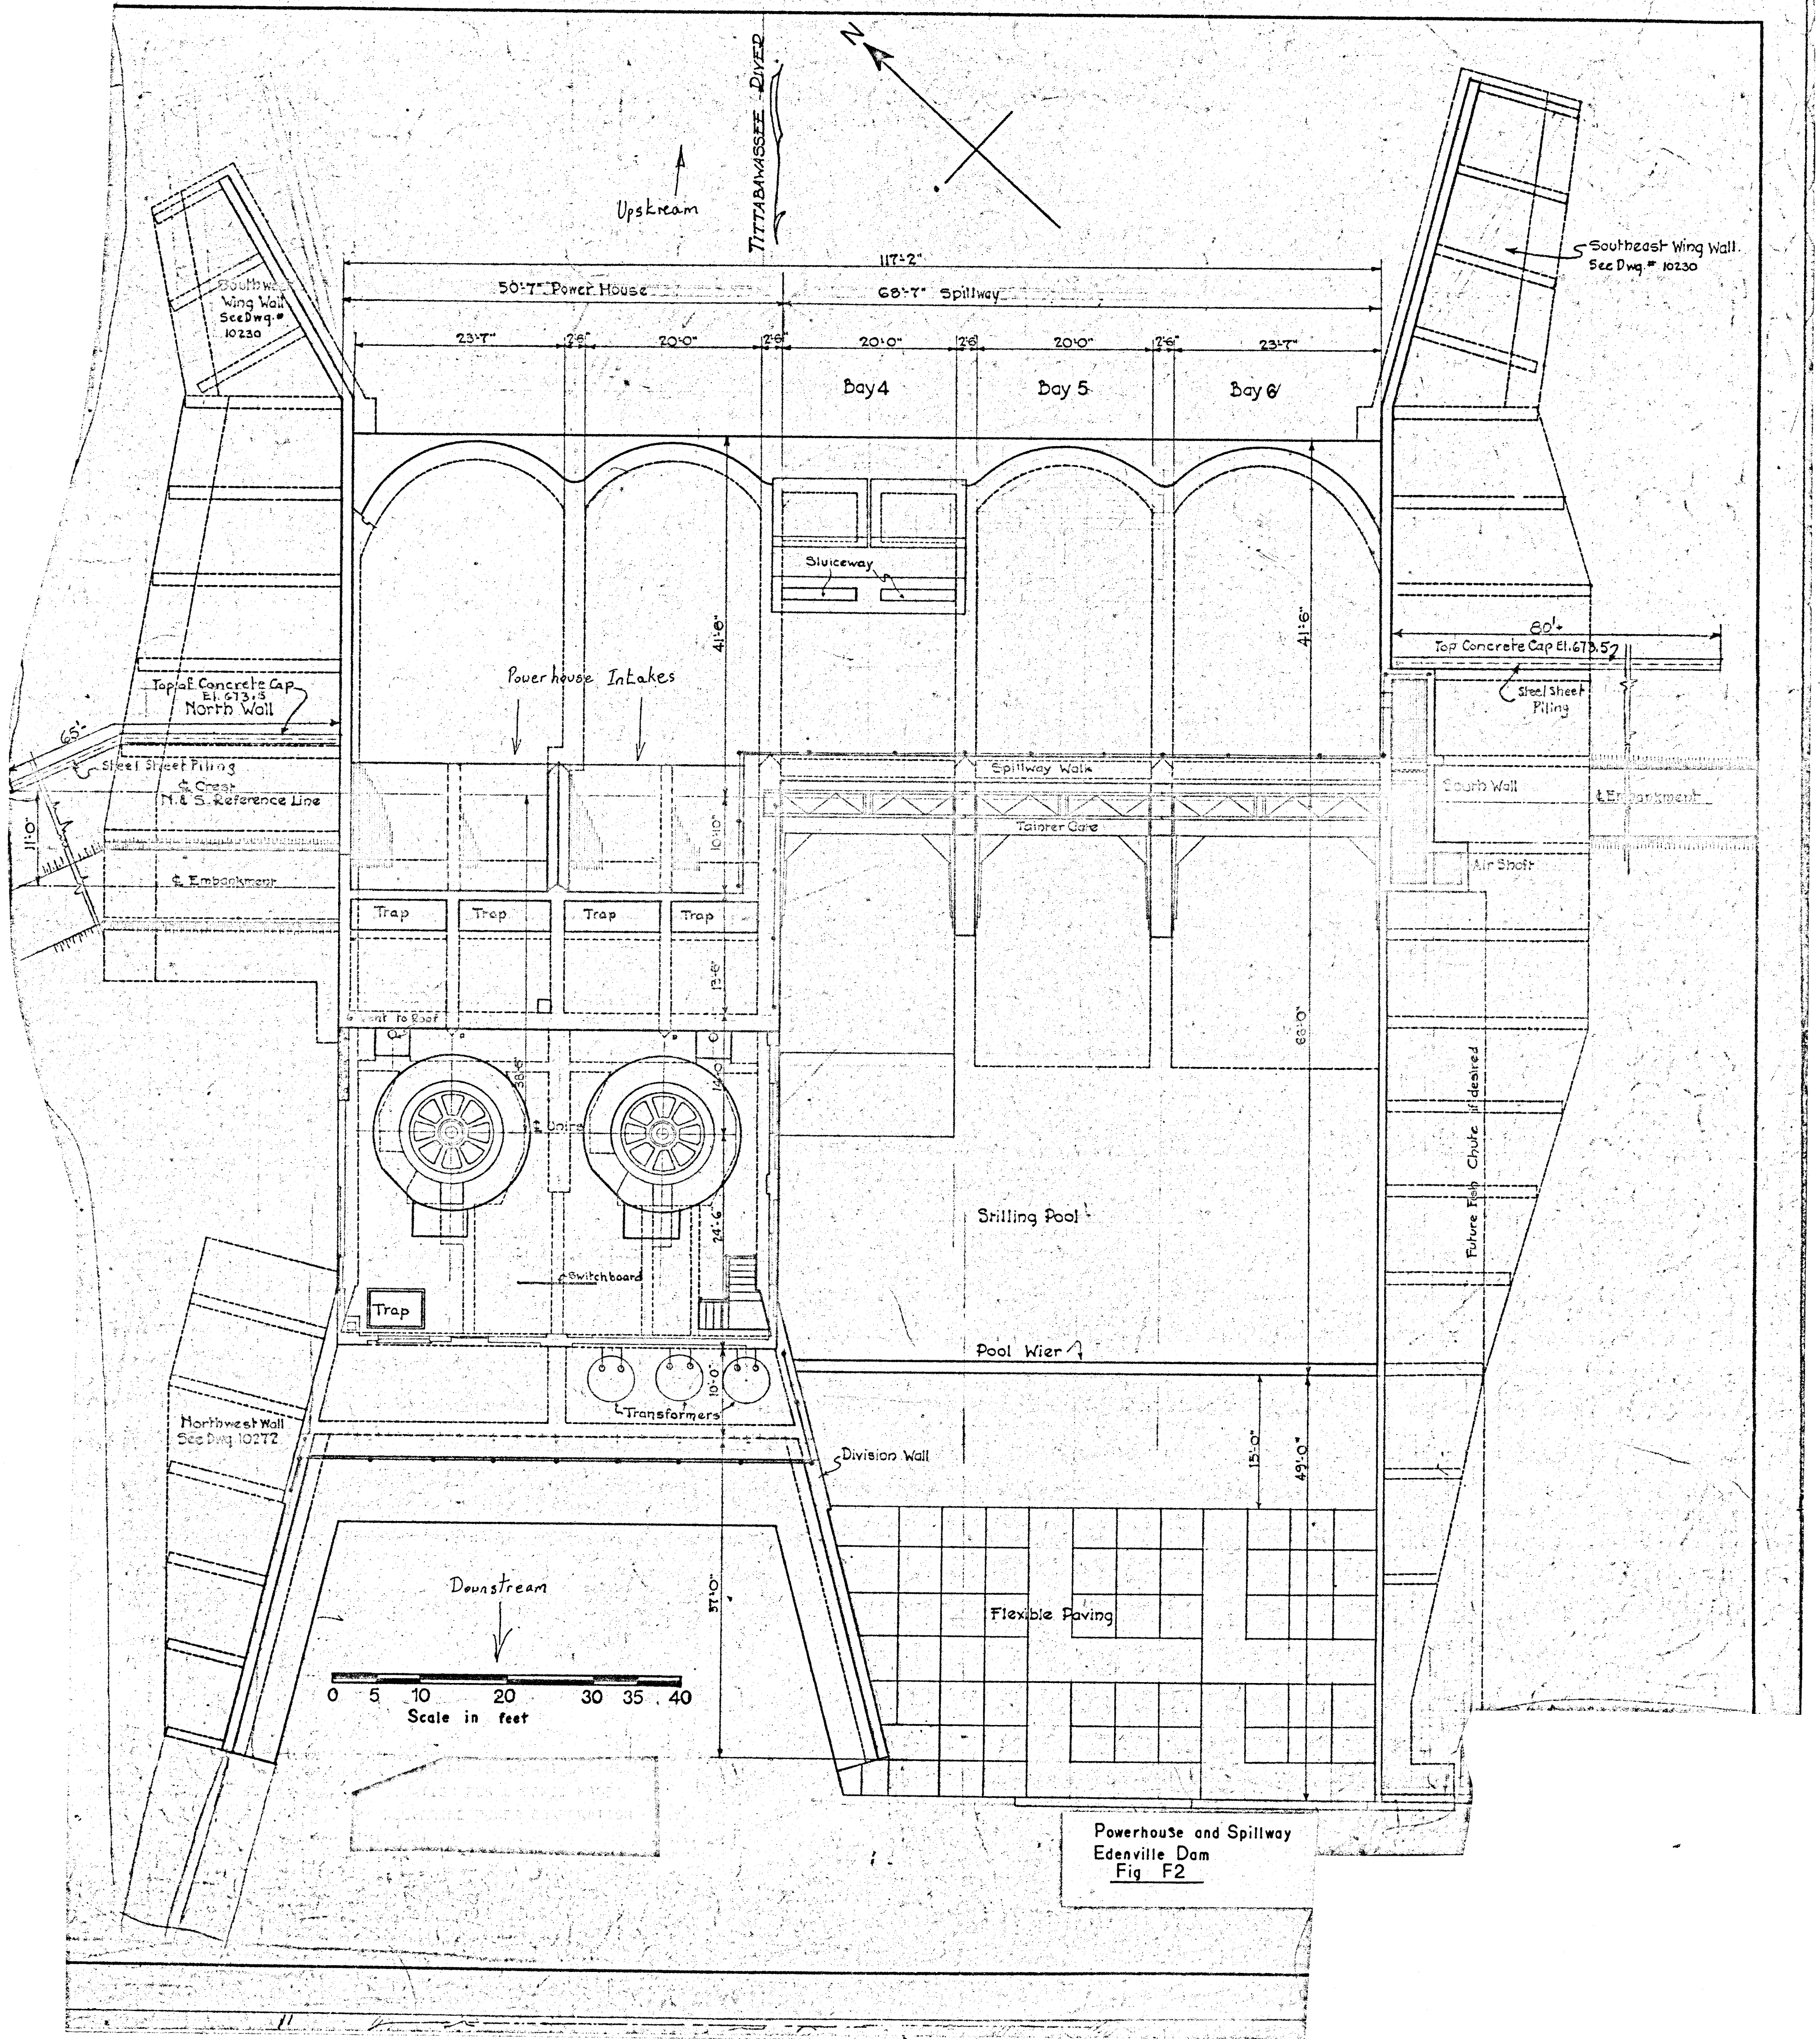 N
TITTABAWASSEE RIVER
Upskream
Southeast Wing Wall.
See Dwg.# 10230
Wing Wall
See Dwg.#
10230
117'-2"
50'-7" Power House
68'-7" Spillway
23'-7"
2'6"
20'-0"
2'6"
20'-0"
2'6"
20'-0"
2'6"
23'-7"
Bay 4
Bay 5
Bay 6
Sluiceway
41'-6"
41'-6"
80'±
Top Concrete Cap El. 673.5
Steel Sheet
Piling
Powerhouse Intakes
Top of Concrete Cap
El. 673.5
North Wall
65'-
Steel Sheet Piling
℄ Crest
N. & S. Reference Line
11'-0"
℄ Embankment
Spillway Walk
Tainter Gate
South Wall
℄ Embankment
Air Shaft
10'-10"
Trap
Trap
Trap
Trap
13'-6"
Vent to Roof
38'-6"
14'-0"
℄ Units
66'-0"
Future Fish Chute if desired
Stilling Pool
24'-6"
Switchboard
Trap
Pool Wier
10'-0"
Transformers
Northwest Wall
See Dwg. 10272
Division Wall
15'-0"
49'-0"
Downstream
37'-0"
Flexible Paving
0 5 10 20 30 35 40
Scale in feet
Powerhouse and Spillway
Edenville Dam
Fig F2